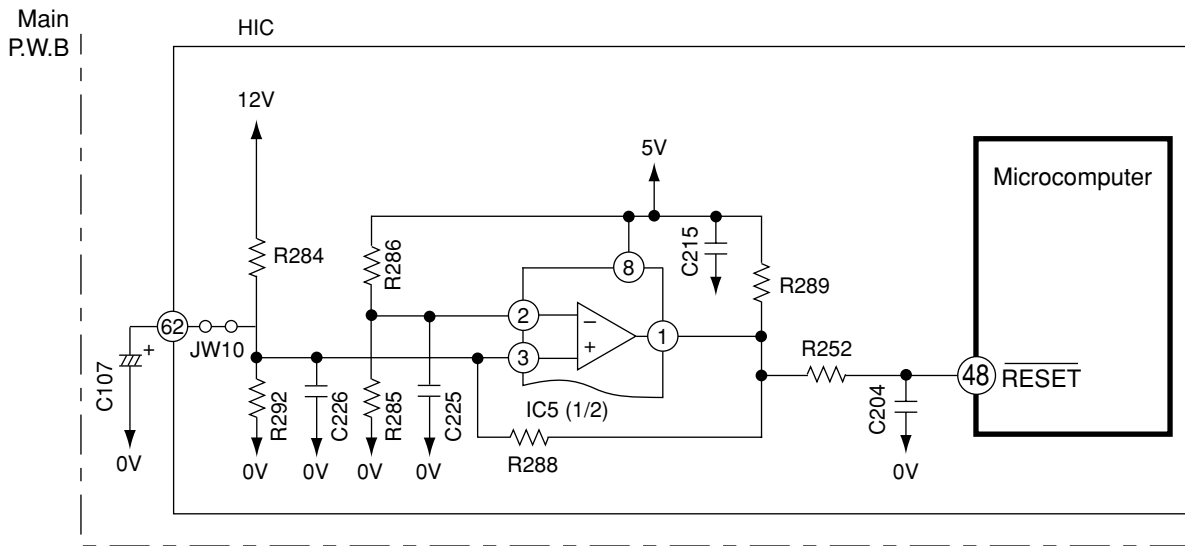 Main
P.W.B
HIC
12V
5V
Microcomputer
R284
R286
8
C215
R289
62
JW10
2
3
1
R252
48
RESET
C107
R292
C226
R285
C225
IC5 (1/2)
C204
R288
0V
0V
0V
0V
0V
0V